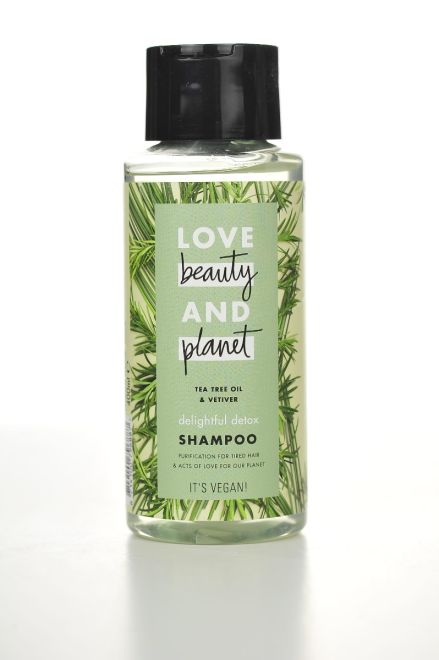 LOVE
beauty
AND
planet
TEA TREE OIL
& VETIVER
delightful detox
SHAMPOO
PURIFICATION FOR TIRED HAIR
& ACTS OF LOVE FOR OUR PLANET
IT'S VEGAN!
400ml ℮